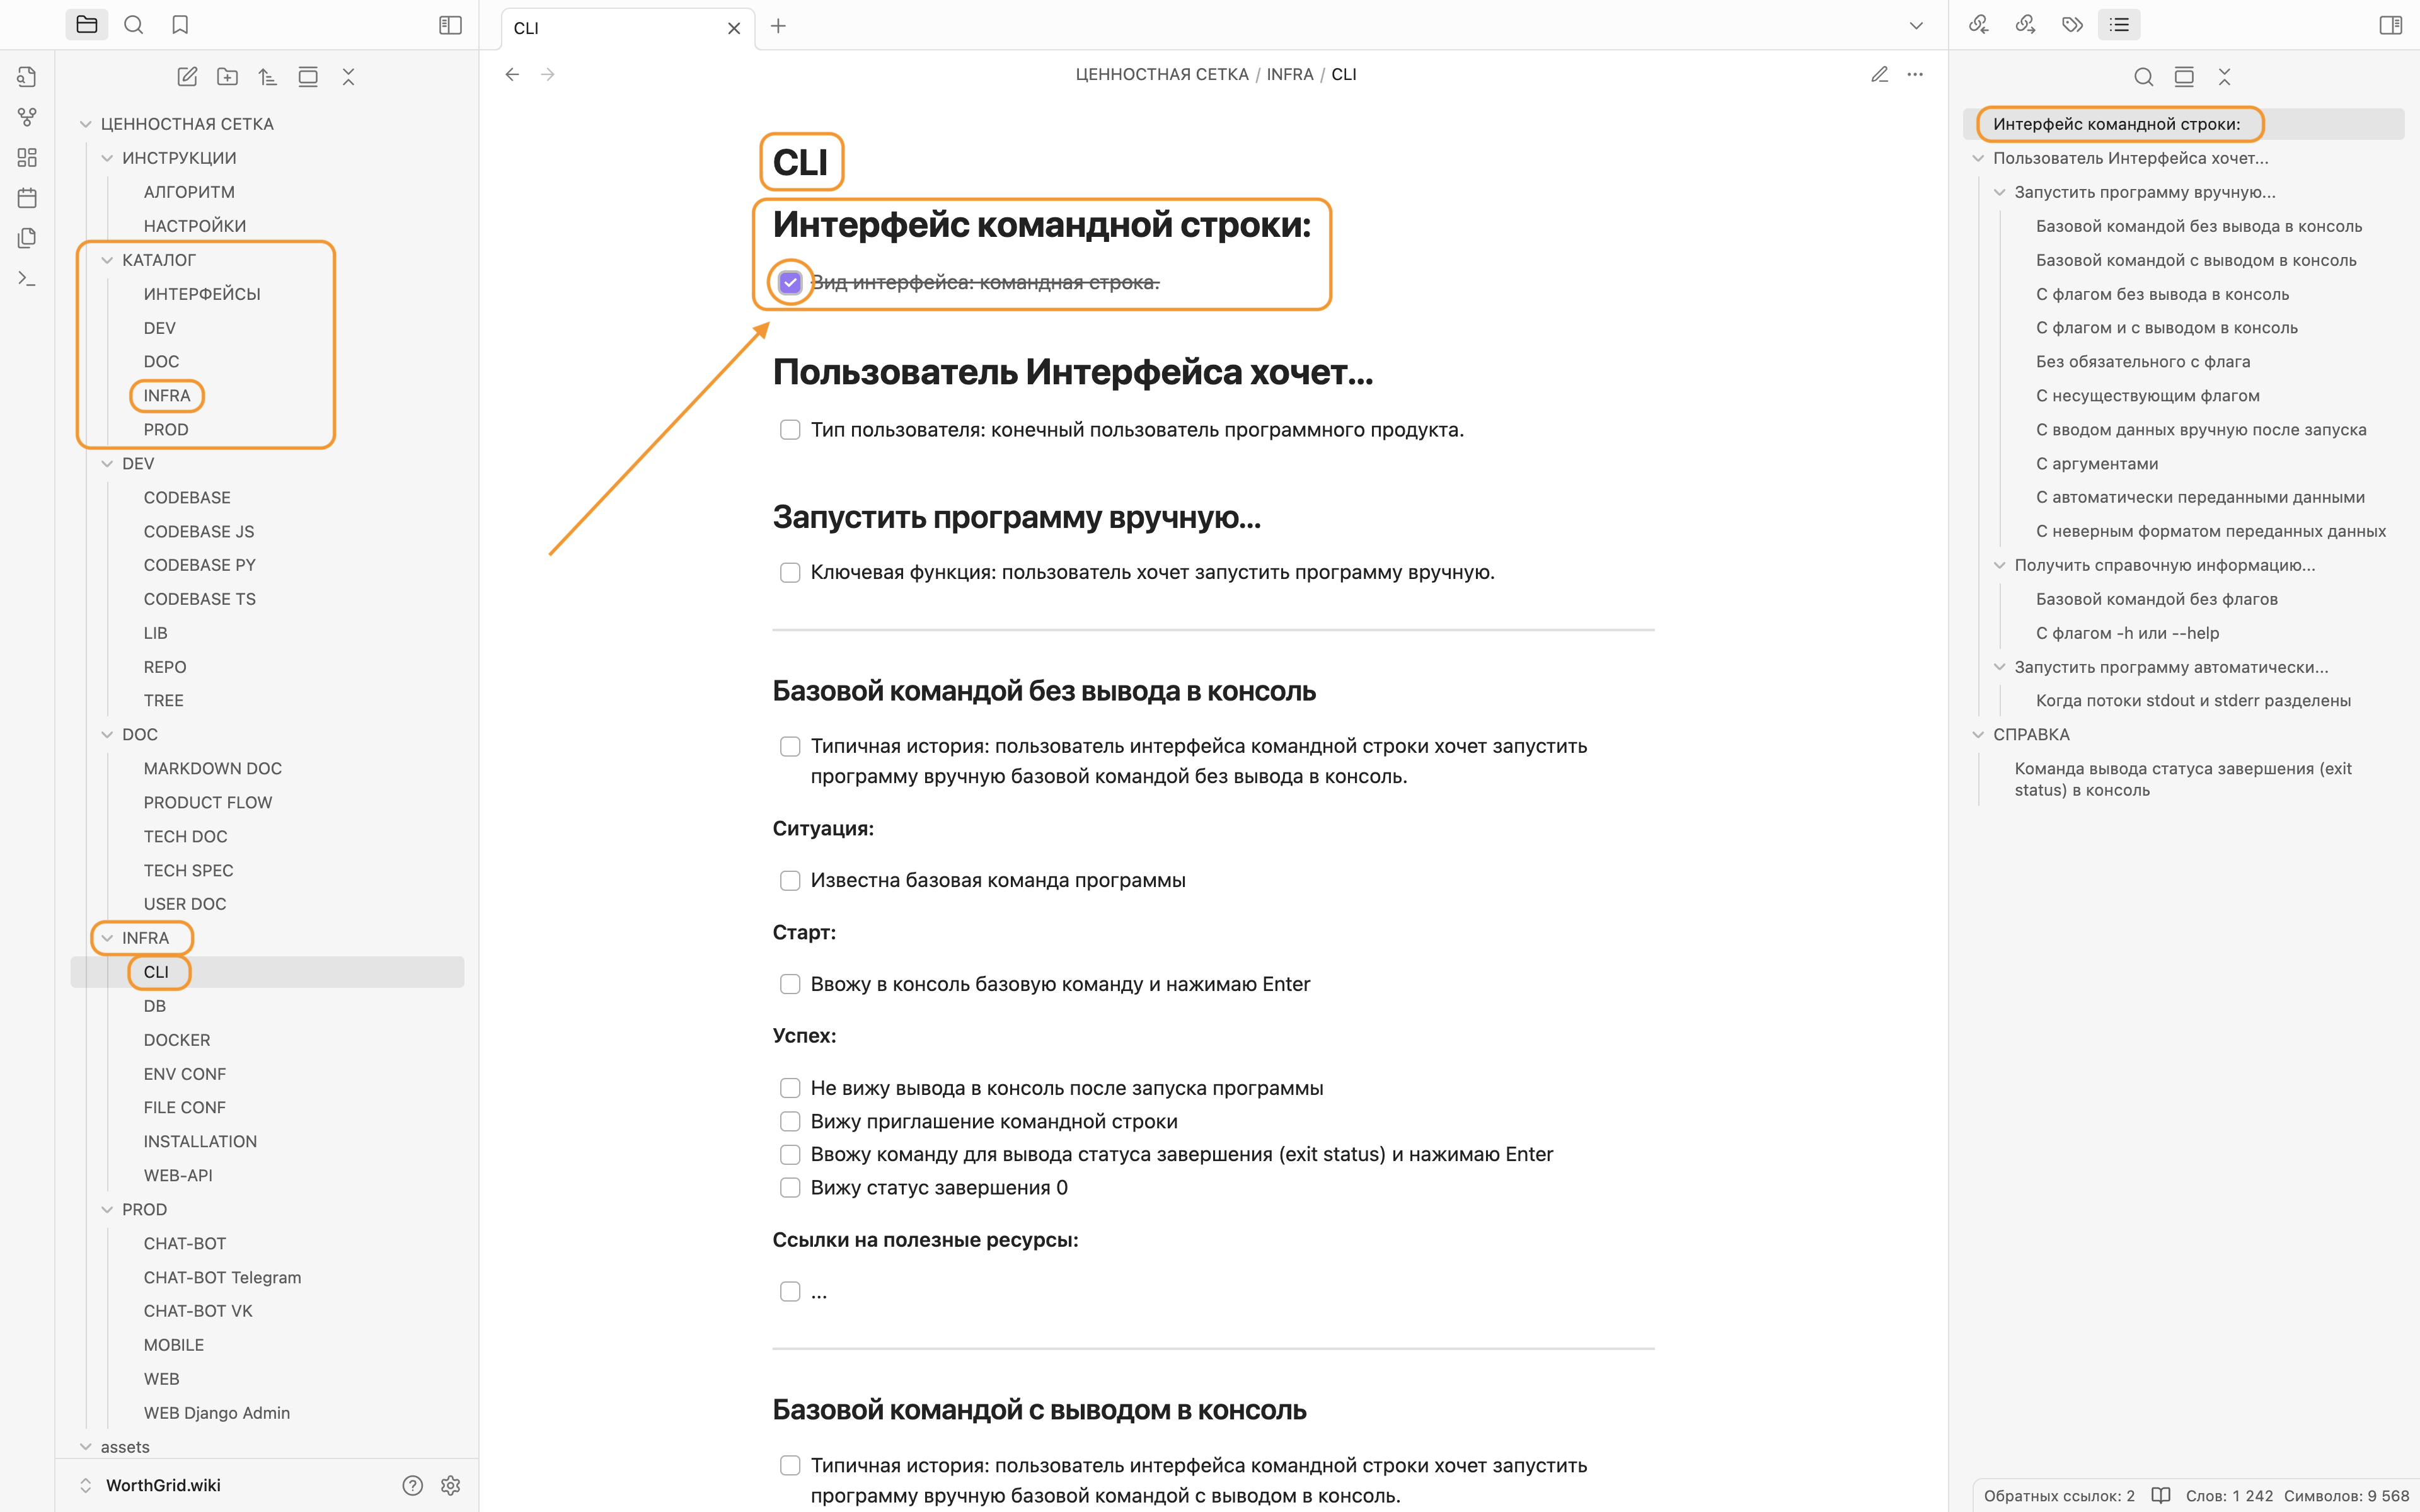 CLI
ЦЕННОСТНАЯ СЕТКА
ИНСТРУКЦИИ
АЛГОРИТМ
НАСТРОЙКИ
КАТАЛОГ
ИНТЕРФЕЙСЫ
DEV
DOC
INFRA
PROD
DEV
CODEBASE
CODEBASE JS
CODEBASE PY
CODEBASE TS
LIB
REPO
TREE
DOC
MARKDOWN DOC
PRODUCT FLOW
TECH DOC
TECH SPEC
USER DOC
INFRA
CLI
DB
DOCKER
ENV CONF
FILE CONF
INSTALLATION
WEB-API
PROD
CHAT-BOT
CHAT-BOT Telegram
CHAT-BOT VK
MOBILE
WEB
WEB Django Admin
assets
WorthGrid.wiki
ЦЕННОСТНАЯ СЕТКА / INFRA / CLI
CLI
Интерфейс командной строки:
Вид интерфейса: командная строка.
Пользователь Интерфейса хочет...
Тип пользователя: конечный пользователь программного продукта.
Запустить программу вручную...
Ключевая функция: пользователь хочет запустить программу вручную.
Базовой командой без вывода в консоль
Типичная история: пользователь интерфейса командной строки хочет запустить
программу вручную базовой командой без вывода в консоль.
Ситуация:
Известна базовая команда программы
Старт:
Ввожу в консоль базовую команду и нажимаю Enter
Успех:
Не вижу вывода в консоль после запуска программы
Вижу приглашение командной строки
Ввожу команду для вывода статуса завершения (exit status) и нажимаю Enter
Вижу статус завершения 0
Ссылки на полезные ресурсы:
...
Базовой командой с выводом в консоль
Типичная история: пользователь интерфейса командной строки хочет запустить
программу вручную базовой командой с выводом в консоль.
Интерфейс командной строки:
Пользователь Интерфейса хочет...
Запустить программу вручную...
Базовой командой без вывода в консоль
Базовой командой с выводом в консоль
С флагом без вывода в консоль
С флагом и с выводом в консоль
Без обязательного с флага
С несуществующим флагом
С вводом данных вручную после запуска
С аргументами
С автоматически переданными данными
С неверным форматом переданных данных
Получить справочную информацию...
Базовой командой без флагов
С флагом -h или --help
Запустить программу автоматически...
Когда потоки stdout и stderr разделены
СПРАВКА
Команда вывода статуса завершения (exit
status) в консоль
Обратных ссылок: 2 Слов: 1 242 Символов: 9 568